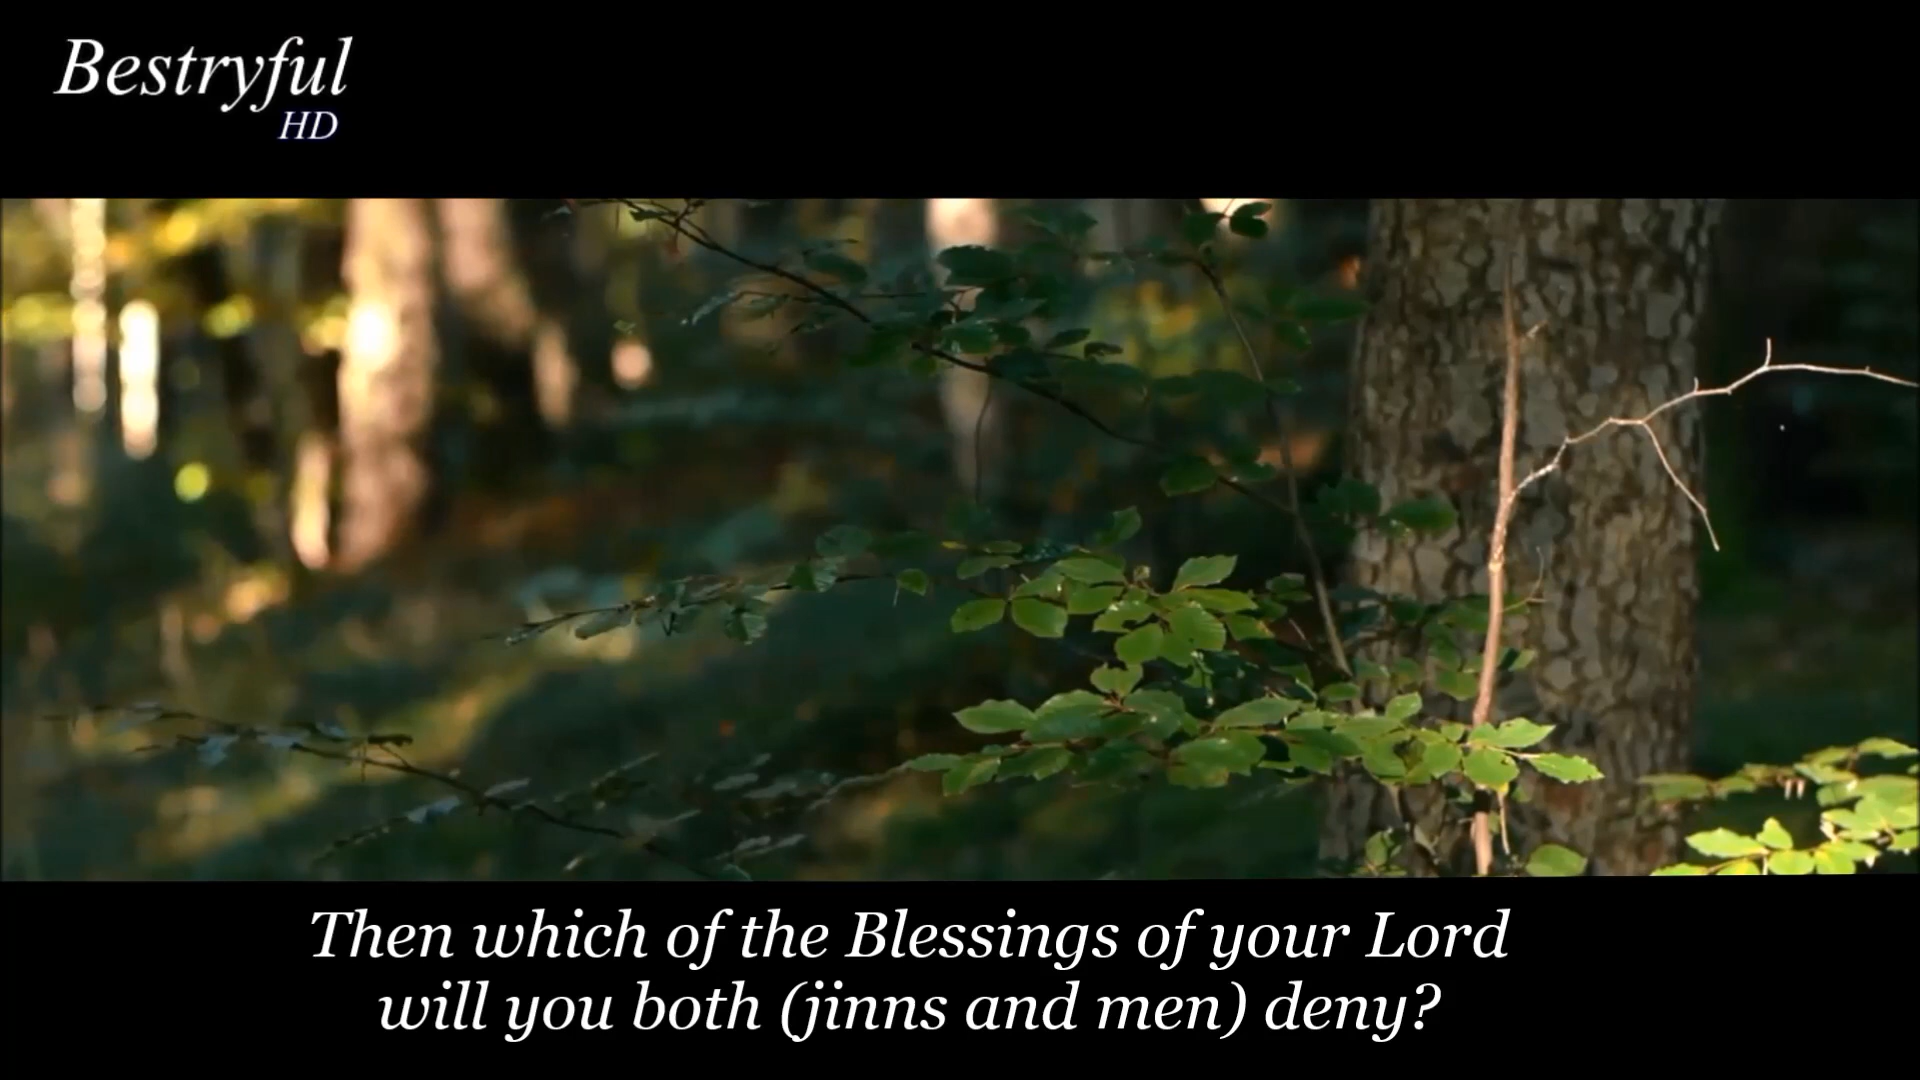 Bestryful
HD
Then which of the Blessings of your Lord
will you both (jinns and men) deny?